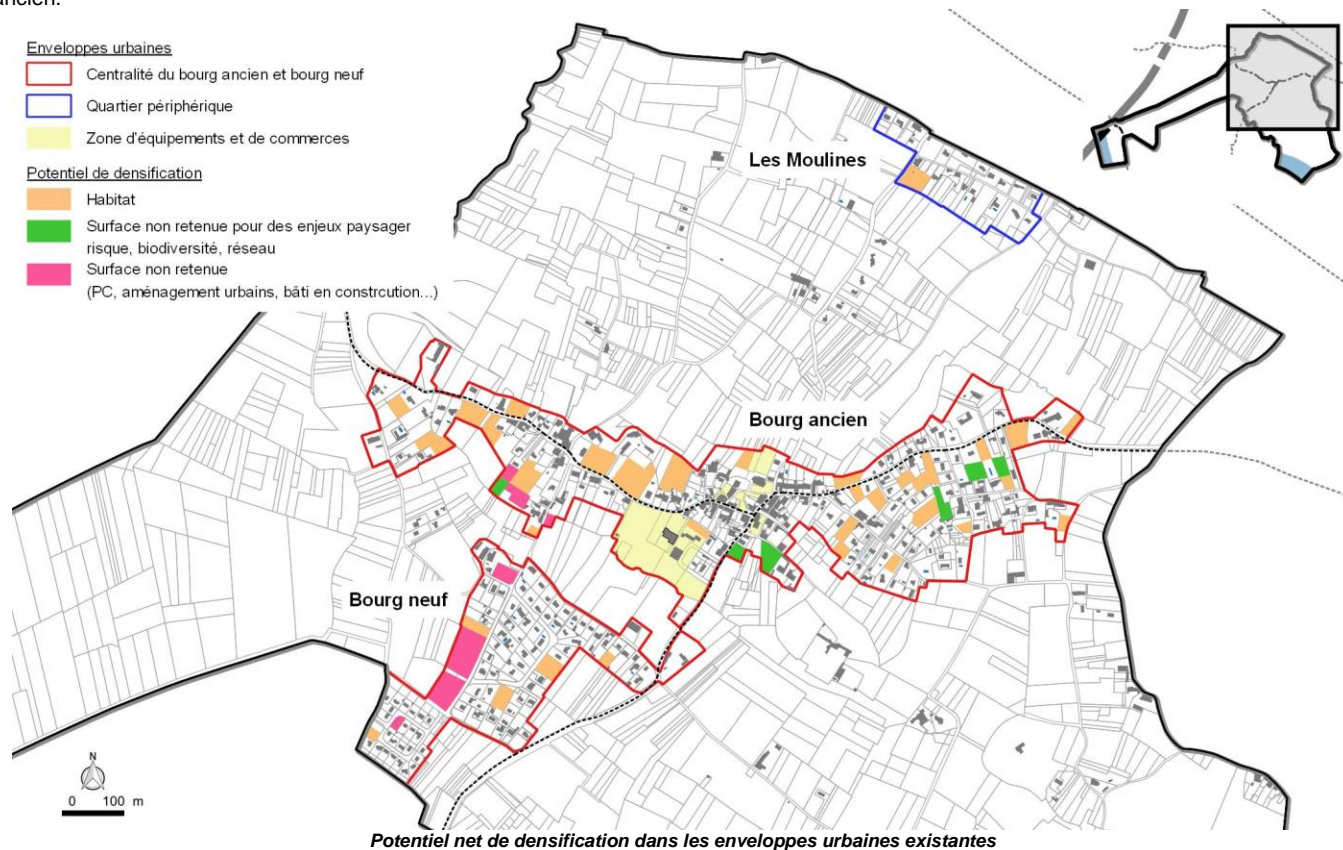 ancien.
Enveloppes urbaines
Centralité du bourg ancien et bourg neuf
Quartier périphérique
Zone d'équipements et de commerces
Potentiel de densification
Habitat
Surface non retenue pour des enjeux paysager
risque, biodiversité, réseau
Surface non retenue
(PC, aménagement urbains, bâti en constrcution...)
Les Moulines
Bourg ancien
Bourg neuf
N
0 100 m
Potentiel net de densification dans les enveloppes urbaines existantes